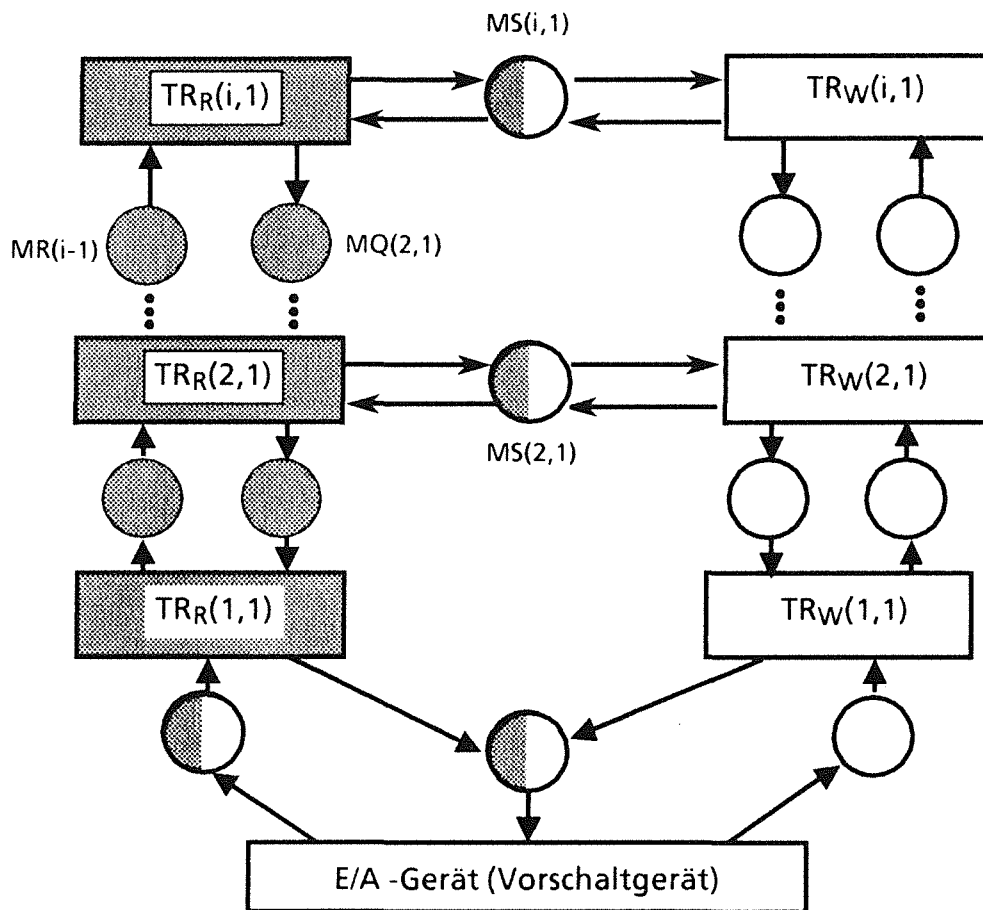 MS(i,1)
TRR(i,1)
TRW(i,1)
MR(i-1)
MQ(2,1)
TRR(2,1)
TRW(2,1)
MS(2,1)
TRR(1,1)
TRW(1,1)
E/A -Gerät (Vorschaltgerät)